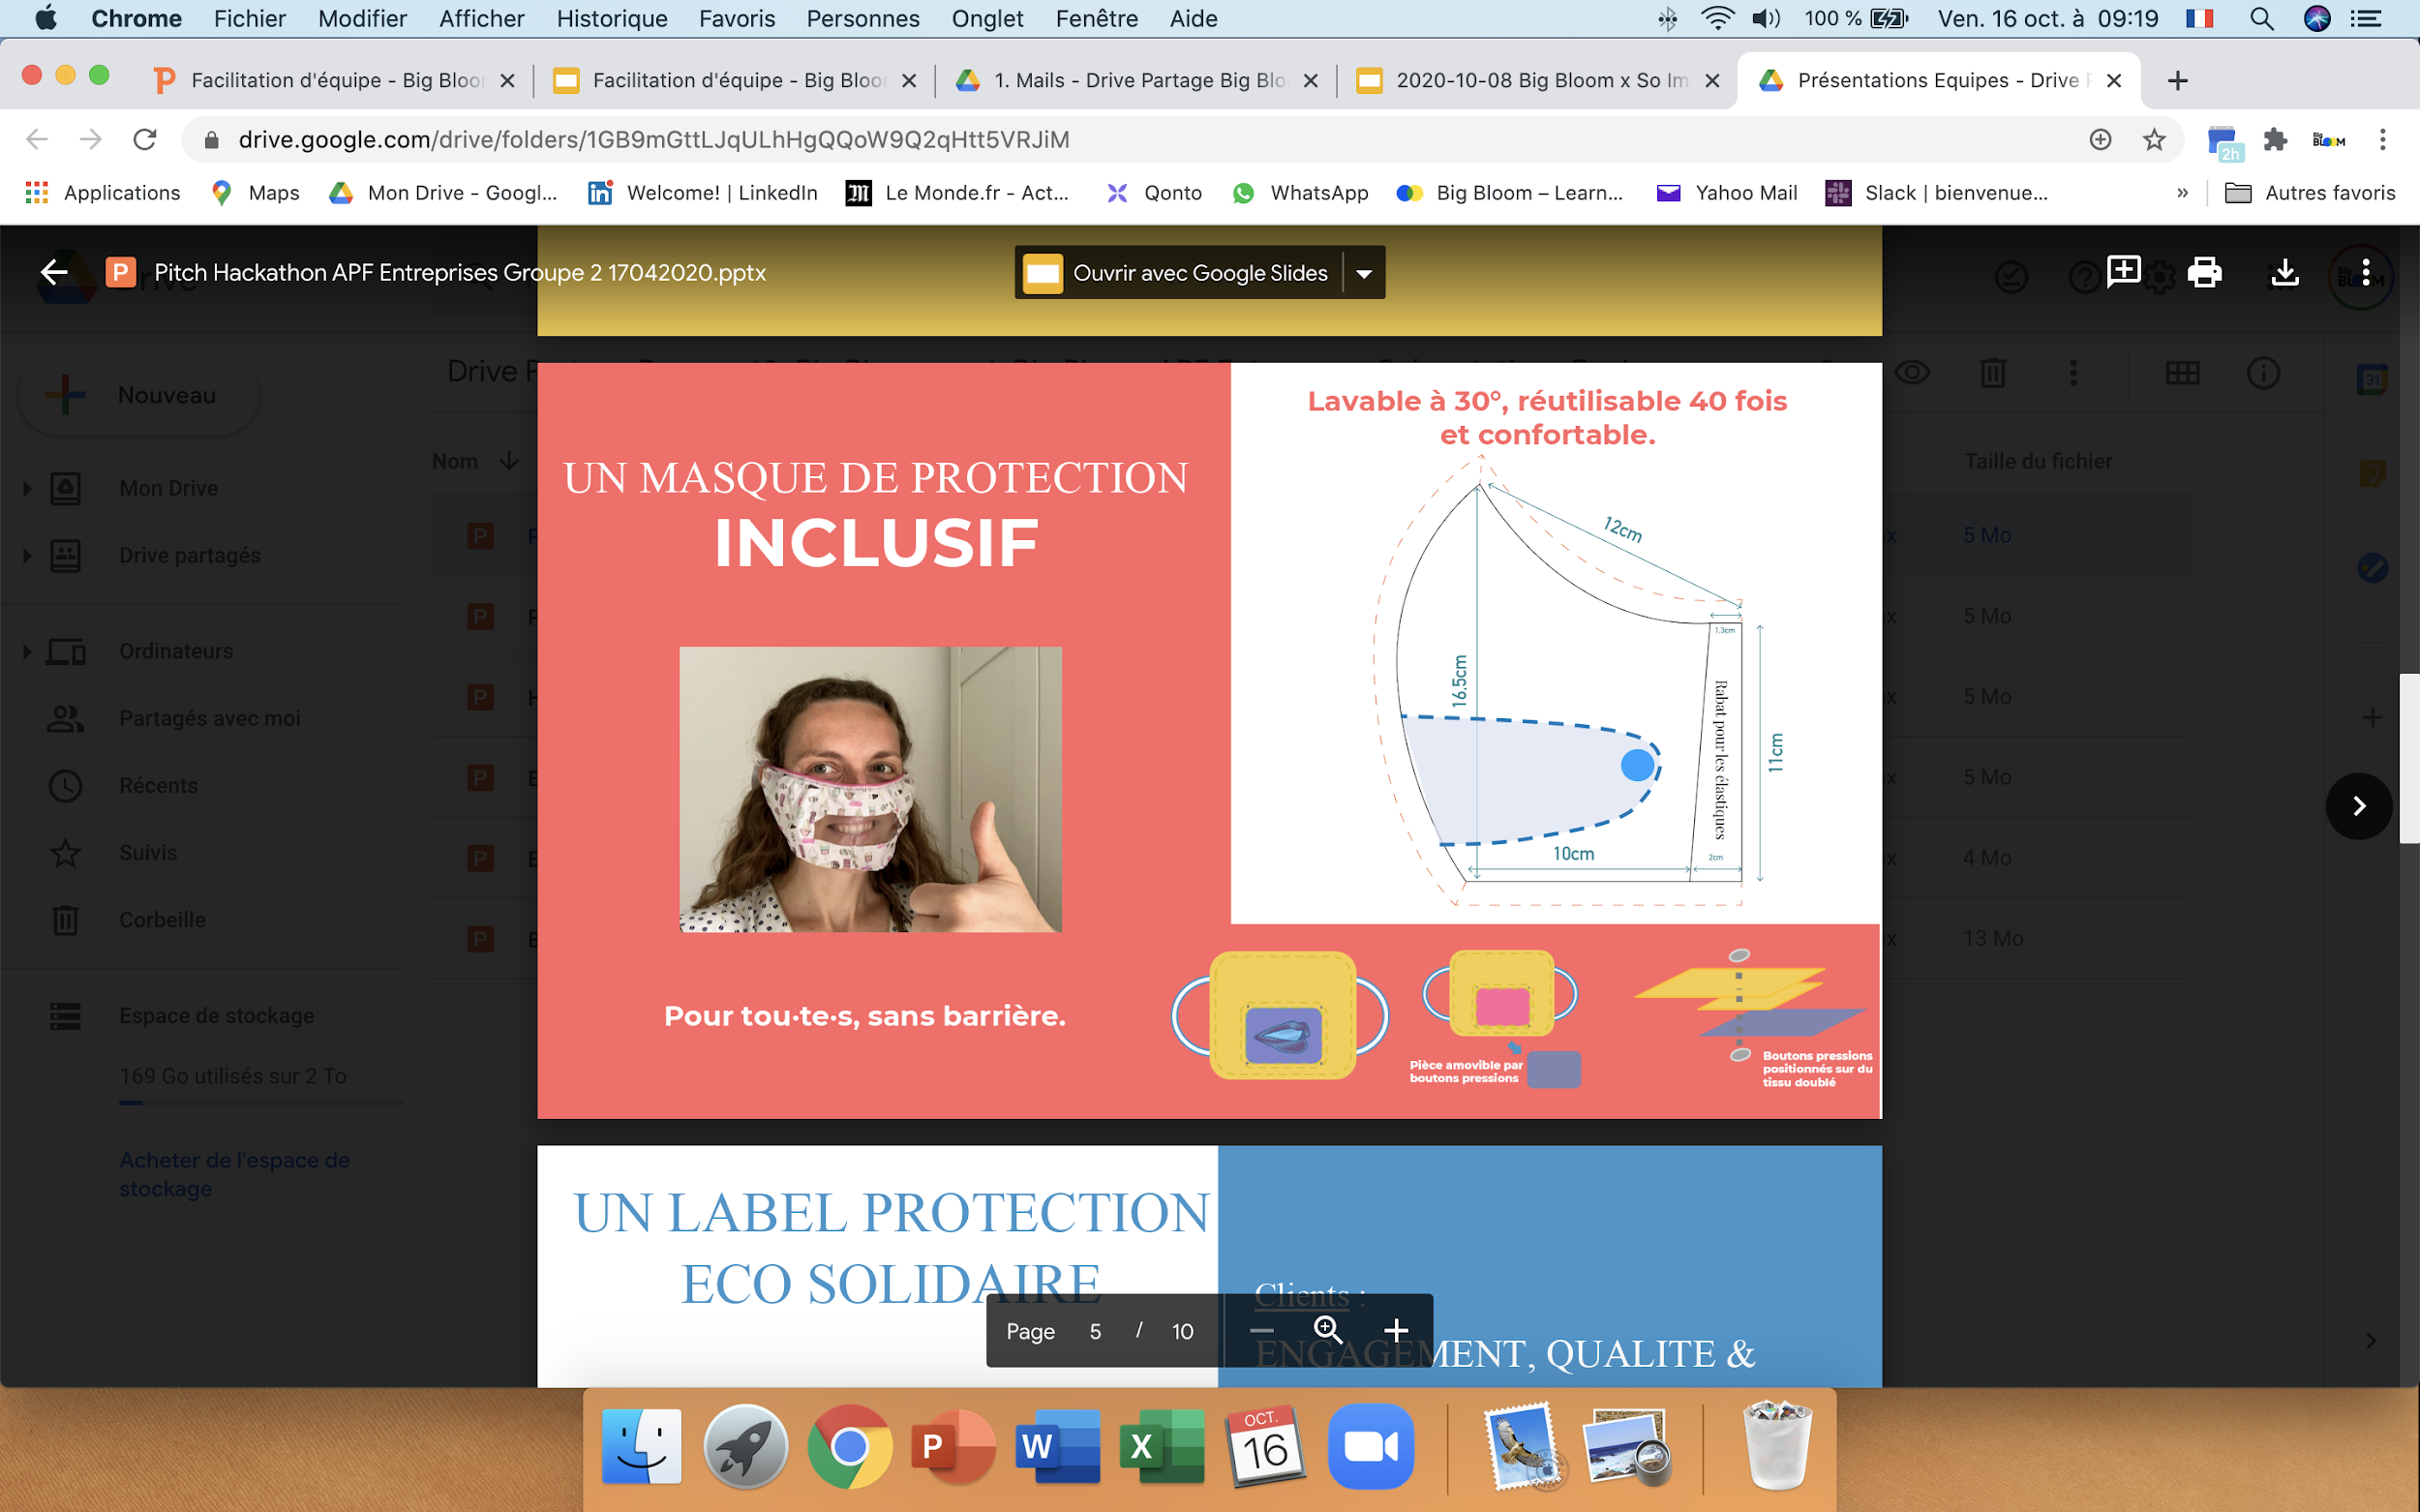 Chrome Fichier Modifier Afficher Historique Favoris Personnes Onglet Fenêtre Aide 100 % Ven. 16 oct. à 09:19
Facilitation d'équipe - Big Bloo
Facilitation d'équipe - Big Bloo
1. Mails - Drive Partage Big Blo
2020-10-08 Big Bloom x So Im
Présentations Equipes - Drive P
drive.google.com/drive/folders/1GB9mGttLJqULhHgQQoW9Q2qHtt5VRJiM
2h
Big BLOOM
Applications Maps Mon Drive - Googl... Welcome! | LinkedIn Le Monde.fr - Act... Qonto WhatsApp Big Bloom – Learn... Yahoo Mail Slack | bienvenue... » Autres favoris
P Pitch Hackathon APF Entreprises Groupe 2 17042020.pptx
Ouvrir avec Google Slides
Nouveau
Mon Drive
Drive partagés
Ordinateurs
Partagés avec moi
Récents
Suivis
Corbeille
Espace de stockage
169 Go utilisés sur 2 To
Acheter de l'espace de
stockage
Nom
Taille du fichier
5 Mo
5 Mo
5 Mo
5 Mo
4 Mo
13 Mo
UN MASQUE DE PROTECTION
INCLUSIF
Pour tou·te·s, sans barrière.
Lavable à 30°, réutilisable 40 fois
et confortable.
12cm
1.3cm
16.5cm
Rabat pour les élastiques
11cm
10cm
2cm
Pièce amovible par
boutons pressions
Boutons pressions
positionnés sur du
tissu doublé
UN LABEL PROTECTION
ECO SOLIDAIRE
Clients :
ENGAGEMENT, QUALITE &
Page 5 / 10
P
W
X
OCT.
16